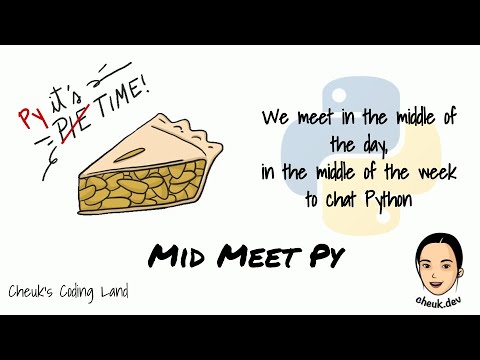 it's
Py PIE TIME!
We meet in the middle of
the day,
in the middle of the week
to chat Python
MID MEET PY
Cheuk's Coding Land
cheuk.dev